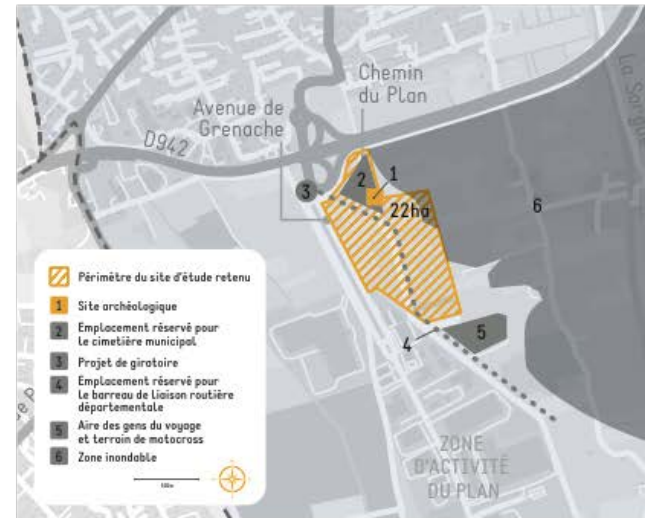 Chemin
du Plan
Avenue de
Grenache
D942
La Sorgue
2
1
3
22ha
6
Périmètre du site d'étude retenu
1 Site archéologique
2 Emplacement réservé pour
le cimetière municipal
3 Projet de giratoire
4 Emplacement réservé pour
le barreau de liaison routière
départementale
5 Aire des gens du voyage
et terrain de motocross
6 Zone inondable
4
5
ZONE
D'ACTIVITÉ
DU PLAN